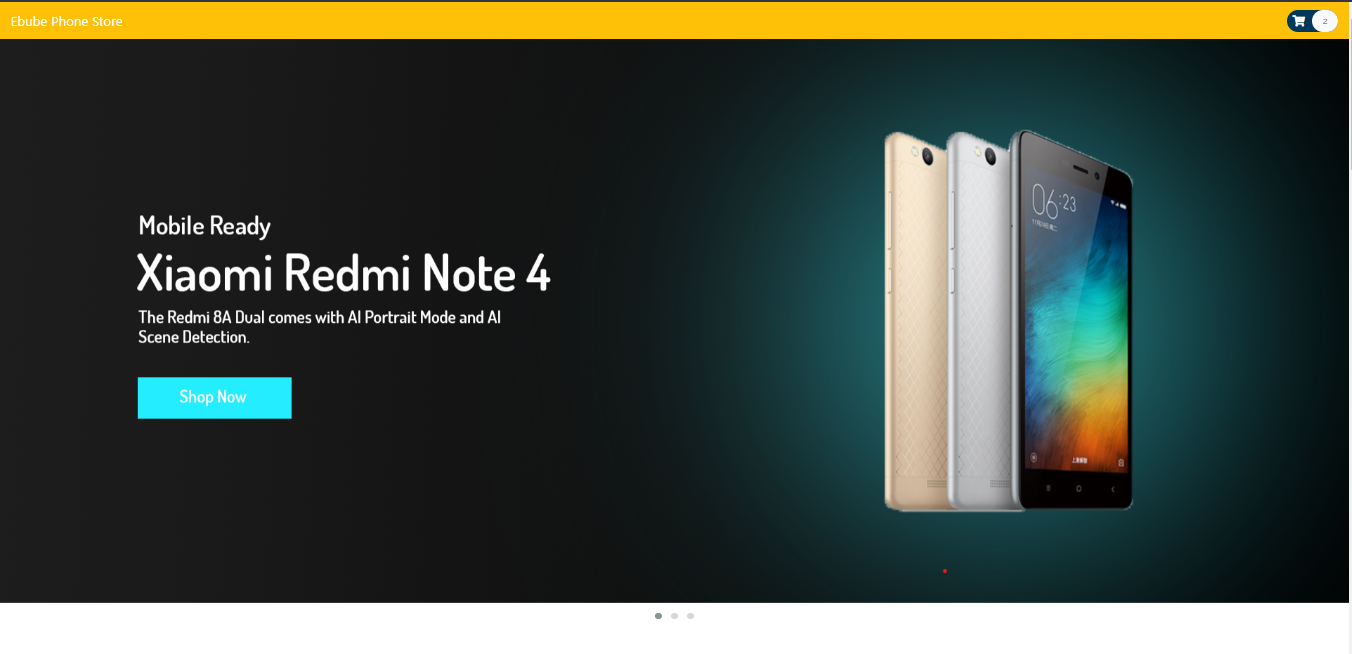 Ebube Phone Store
2
Mobile Ready
Xiaomi Redmi Note 4
The Redmi 8A Dual comes with AI Portrait Mode and AI
Scene Detection.
Shop Now
06:23